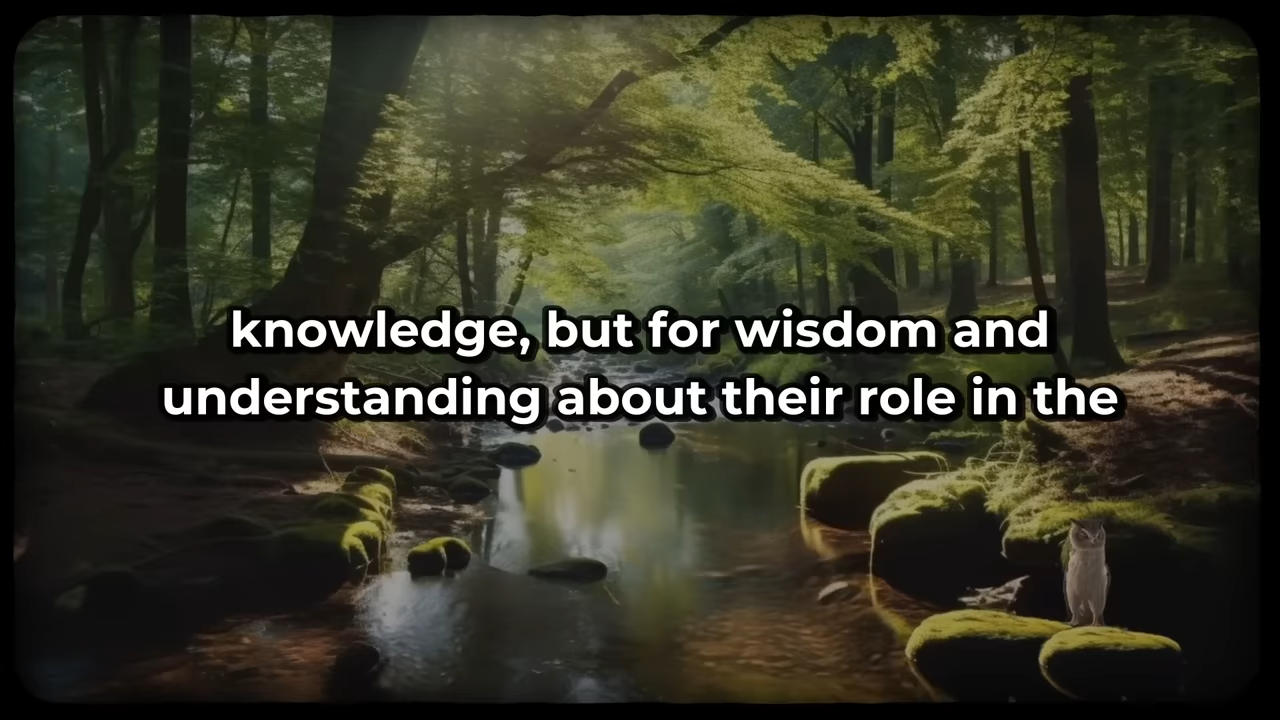 knowledge, but for wisdom and
understanding about their role in the